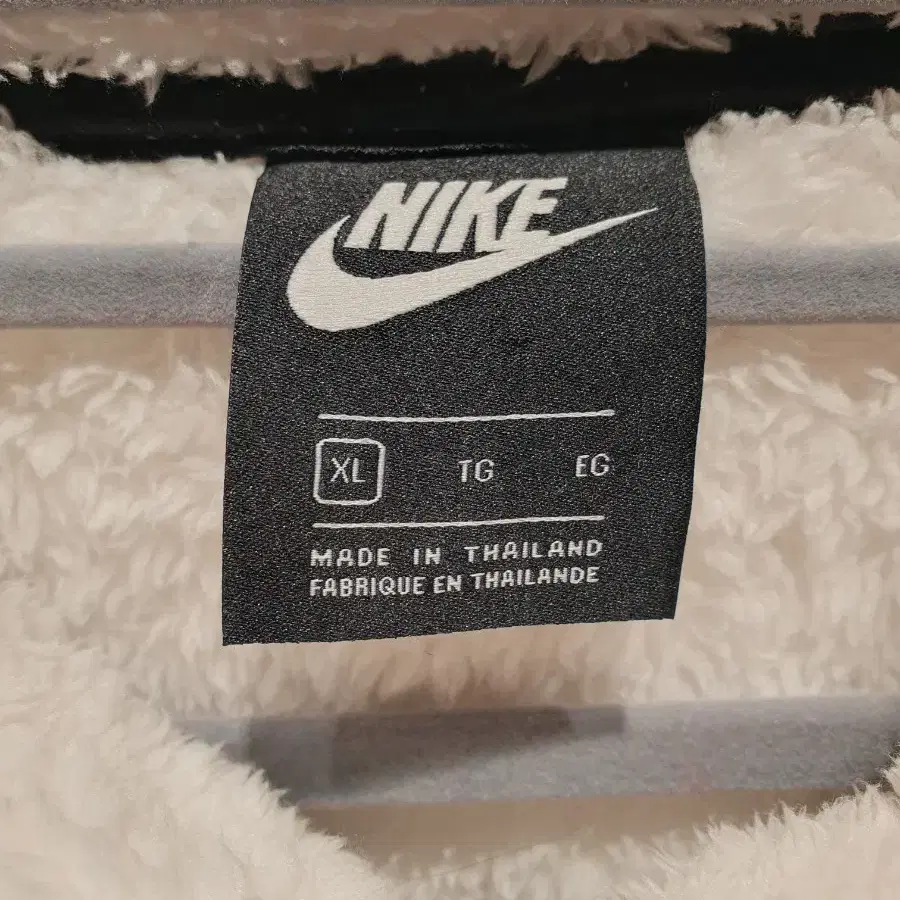 NIKE
XL TG EG
MADE IN THAILAND
FABRIQUE EN THAILANDE